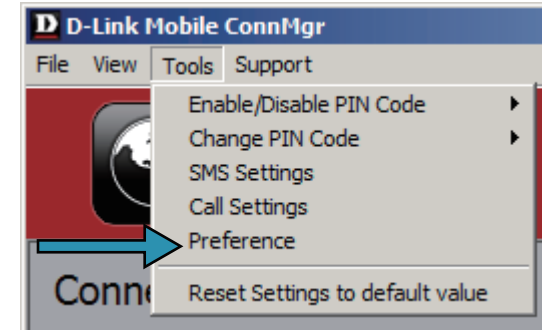 D D-Link Mobile ConnMgr
File View Tools Support
Enable/Disable PIN Code
Change PIN Code
SMS Settings
Call Settings
Preference
Conne
Reset Settings to default value